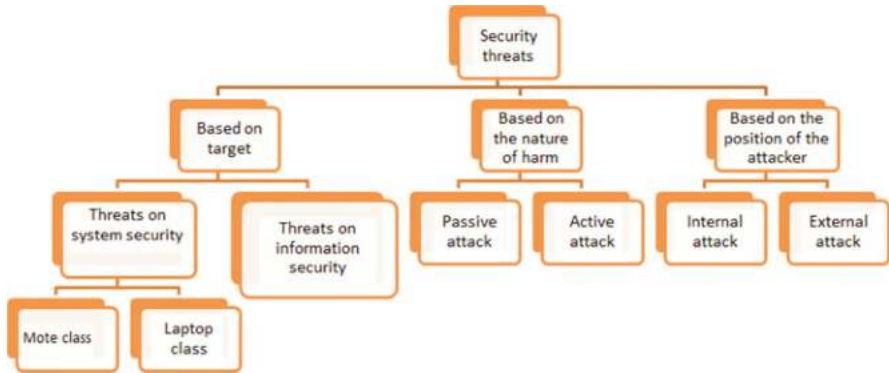 Security
threats
Based on
target
Based on
the nature
of harm
Based on the
position of the
attacker
Threats on
system security
Threats on
information
security
Passive
attack
Active
attack
Internal
attack
External
attack
Mote class
Laptop
class